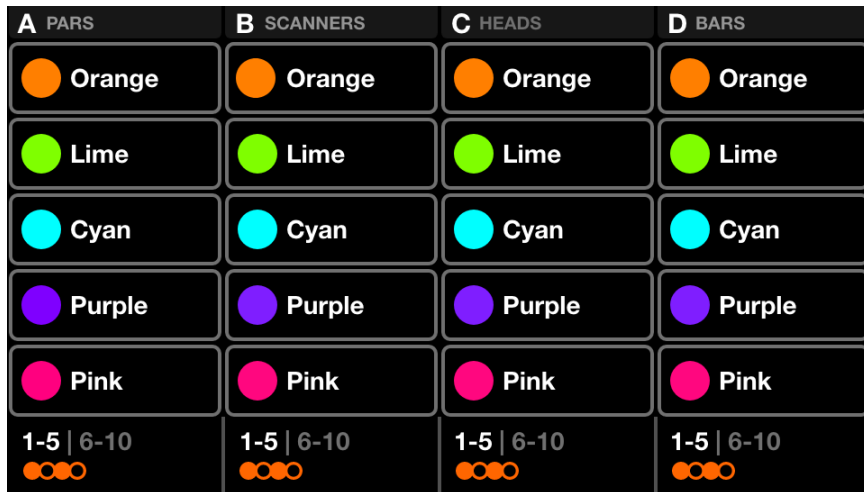 A PARS B SCANNERS C HEADS D BARS
Orange Orange Orange Orange
Lime Lime Lime Lime
Cyan Cyan Cyan Cyan
Purple Purple Purple Purple
Pink Pink Pink Pink
1-5 | 6-10 1-5 | 6-10 1-5 | 6-10 1-5 | 6-10